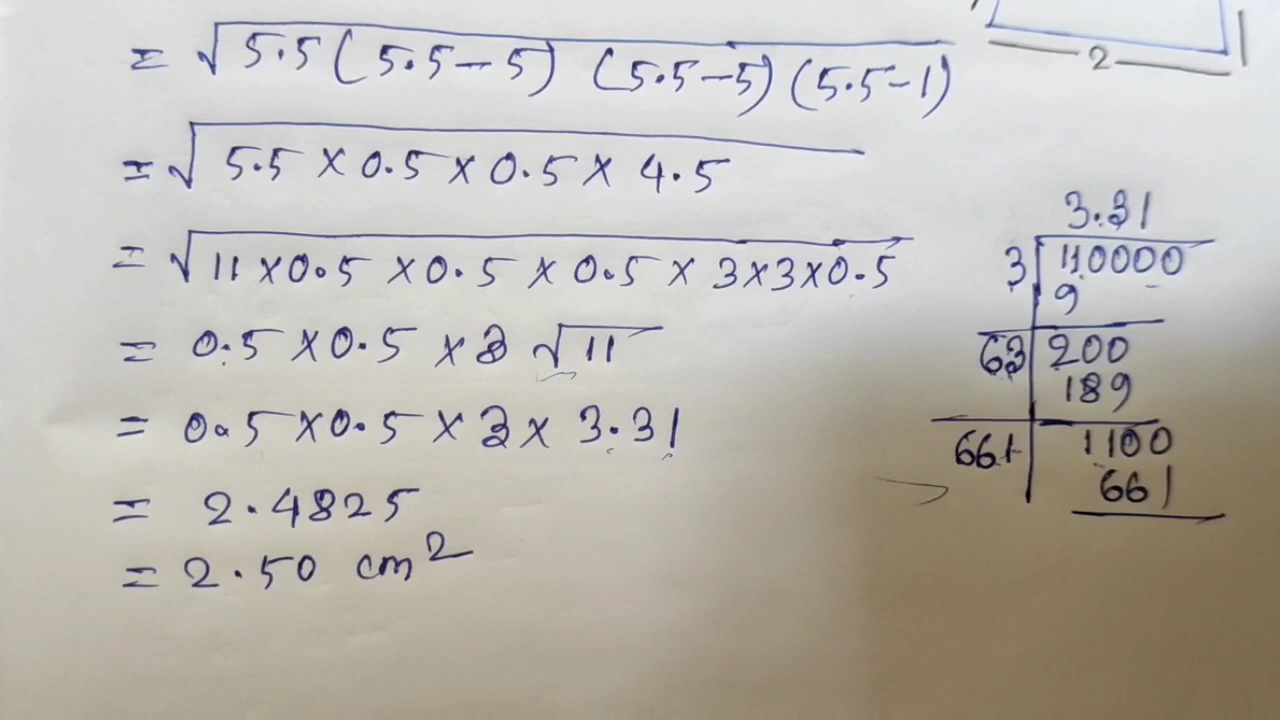 = √5.5(5.5-5) (5.5-5)(5.5-1)
= √5.5 × 0.5 × 0.5 × 4.5
= √11 × 0.5 × 0.5 × 0.5 × 3 × 3 × 0.5
= 0.5 × 0.5 × 3 √11
= 0.5 × 0.5 × 3 × 3.31
= 2.4825
= 2.50 cm²
2
3.31
3 110000
9
63 200
189
661 1100
661